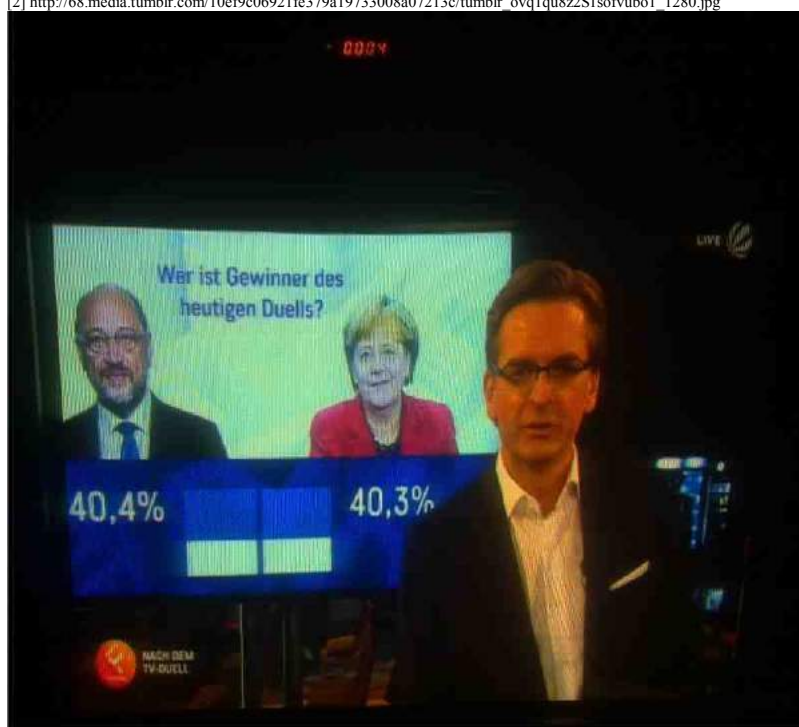 [2] http://68.media.tumblr.com/10ef9c06921fe379a19733008a07213c/tumblr_ovq1qu8z2S1sofvubo1_1280.jpg
0004
LIVE
Wer ist Gewinner des
heutigen Duells?
40,4%
40,3%
NACH DEM
TV-DUELL